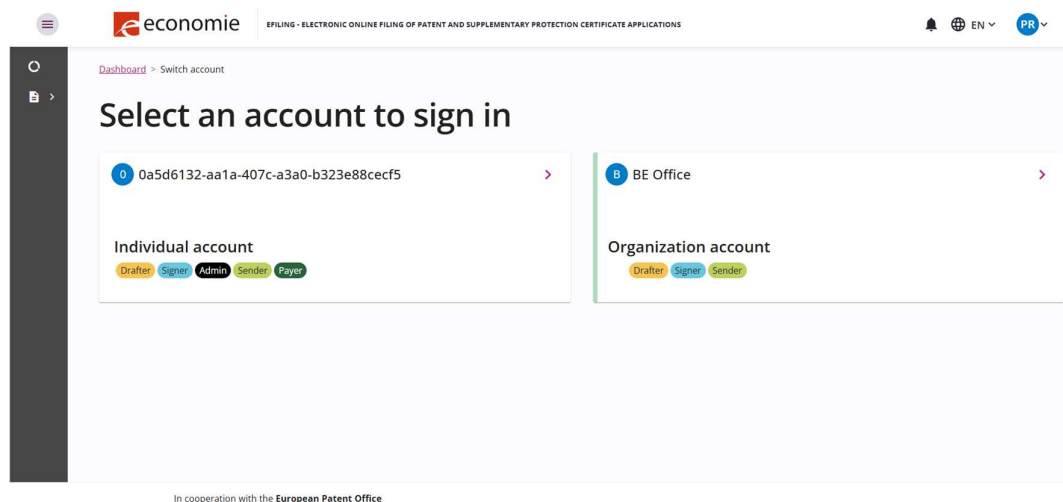 economie
EFILING - ELECTRONIC ONLINE FILING OF PATENT AND SUPPLEMENTARY PROTECTION CERTIFICATE APPLICATIONS
EN
PR
Dashboard > Switch account
Select an account to sign in
0 0a5d6132-aa1a-407c-a3a0-b323e88cecf5
Individual account
Drafter Signer Admin Sender Payer
B BE Office
Organization account
Drafter Signer Sender
In cooperation with the European Patent Office